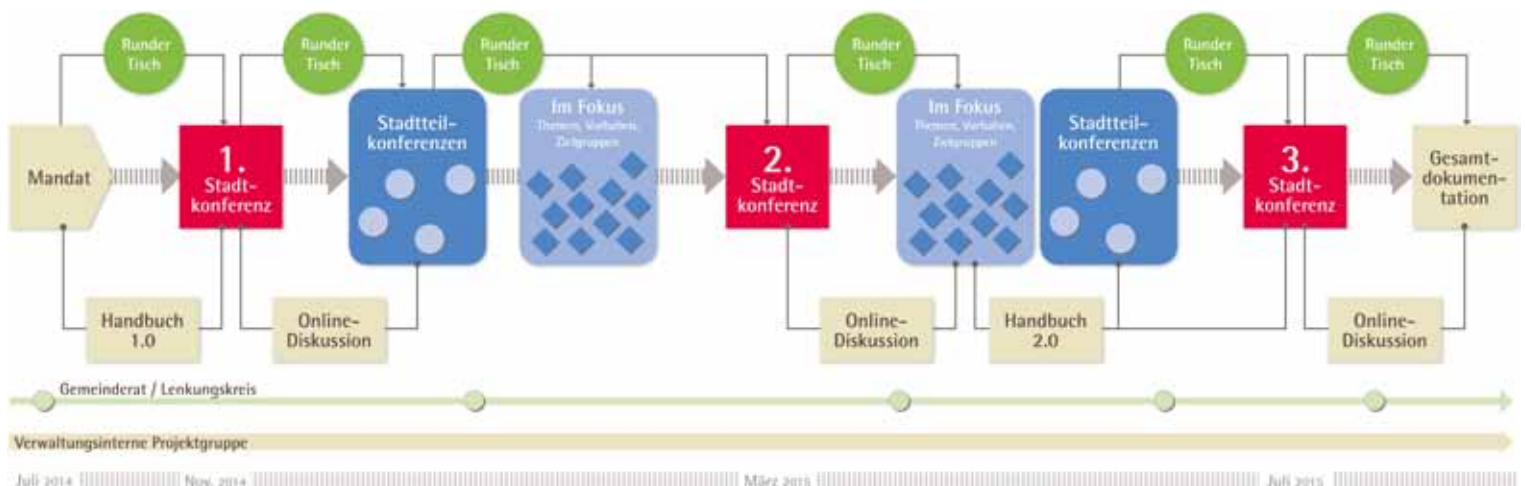 Runder
Tisch
Runder
Tisch
Runder
Tisch
Runder
Tisch
Runder
Tisch
Runder
Tisch
Mandat
1.
Stadt-
konferenz
Stadtteil-
konferenzen
Im Fokus
Themen, Vorhaben,
Zielgruppen
2.
Stadt-
konferenz
Im Fokus
Themen, Vorhaben,
Zielgruppen
Stadtteil-
konferenzen
3.
Stadt-
konferenz
Gesamt-
dokumen-
tation
Handbuch
1.0
Online-
Diskussion
Online-
Diskussion
Handbuch
2.0
Online-
Diskussion
Gemeinderat / Lenkungskreis
Verwaltungsinterne Projektgruppe
Juli 2014 Nov. 2014 März 2015 Juli 2015